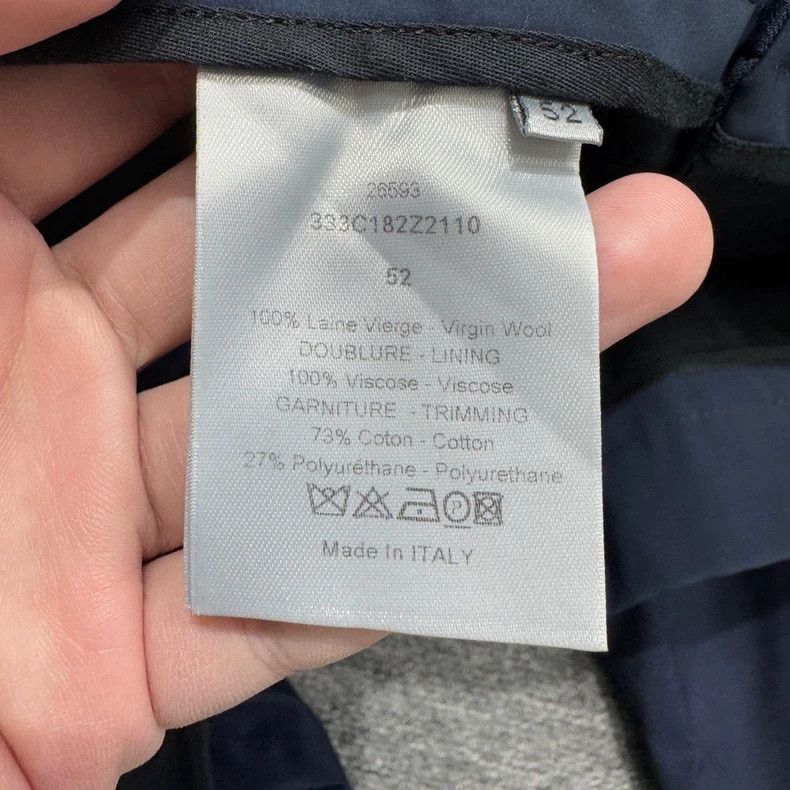 52
26593
333C182Z2110
52
100% Laine Vierge - Virgin Wool
DOUBLURE - LINING
100% Viscose - Viscose
GARNITURE - TRIMMING
73% Coton - Cotton
27% Polyuréthane - Polyurethane
P
Made In ITALY